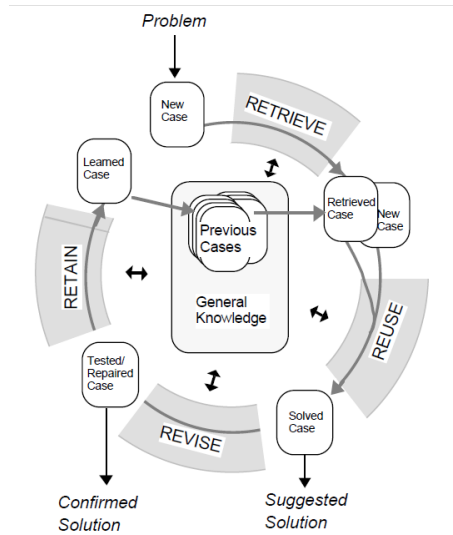 Problem
New
Case
RETRIEVE
Learned
Case
Retrieved
Case
New
Case
Previous
Cases
General
Knowledge
RETAIN
REUSE
Tested/
Repaired
Case
REVISE
Solved
Case
Confirmed
Solution
Suggested
Solution